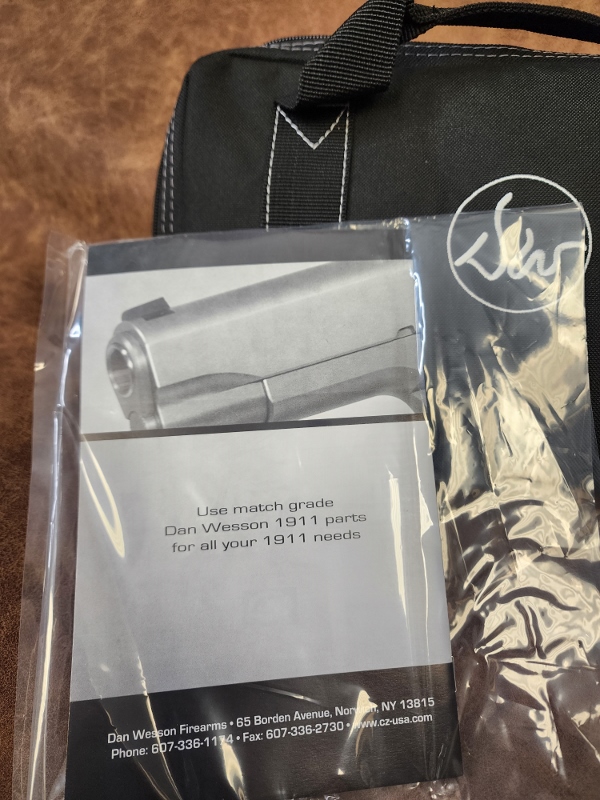 DW
Use match grade
Dan Wesson 1911 parts
for all your 1911 needs
Dan Wesson Firearms • 65 Borden Avenue, Norwich, NY 13815
Phone: 607-336-1174 • Fax: 607-336-2730 • www.cz-usa.com